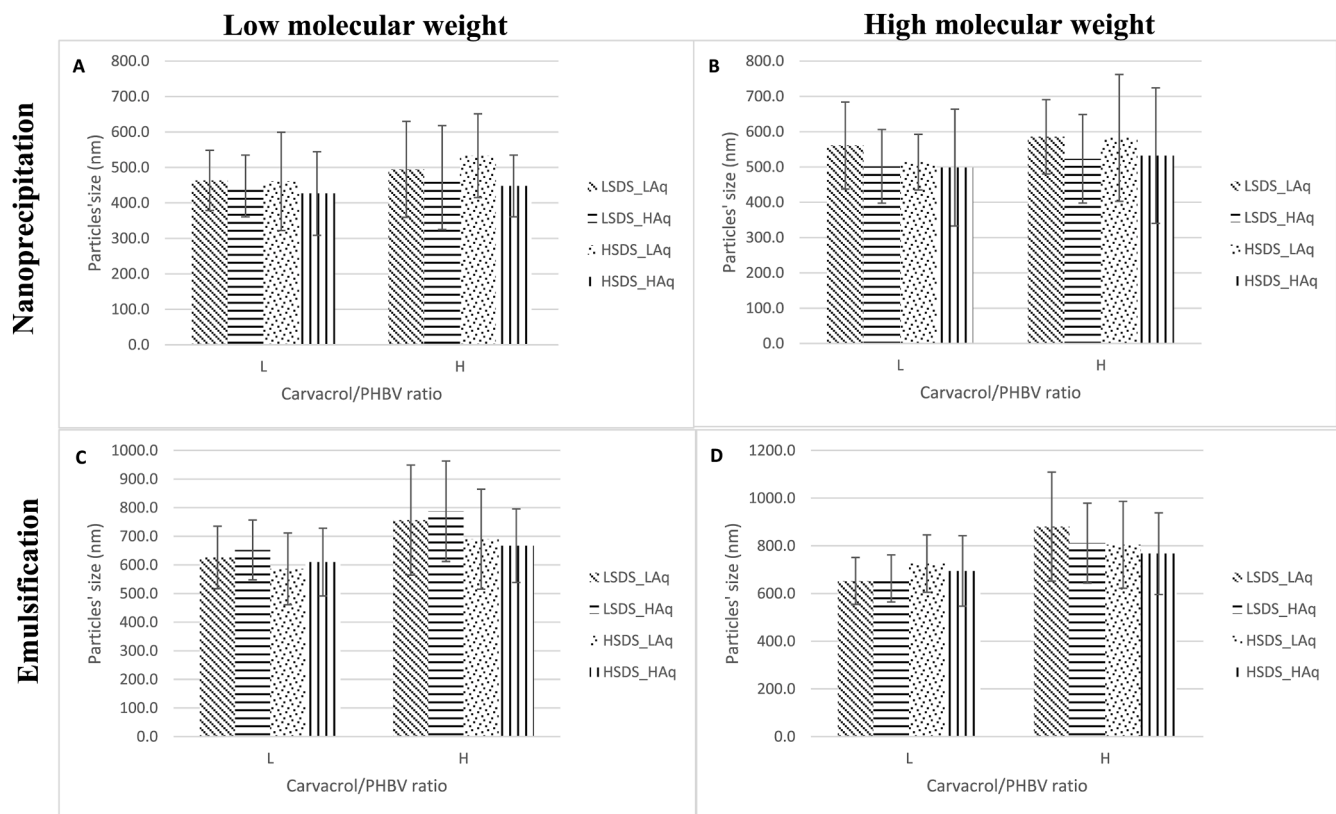 Low molecular weight
High molecular weight
Nanoprecipitation
A
800.0
700.0
600.0
500.0
400.0
300.0
200.0
100.0
0.0
Particles'size (nm)
L
H
Carvacrol/PHBV ratio
LSDS_LAq
LSDS_HAq
HSDS_LAq
HSDS_HAq
B
800.0
700.0
600.0
500.0
400.0
300.0
200.0
100.0
0.0
Particles' size (nm)
L
H
Carvacrol/PHBV ratio
LSDS_LAq
LSDS_HAq
HSDS_LAq
HSDS_HAq
Emulsification
C
1000.0
900.0
800.0
700.0
600.0
500.0
400.0
300.0
200.0
100.0
0.0
Particles' size (nm)
L
H
Carvacrol/PHBV ratio
LSDS_LAq
LSDS_HAq
HSDS_LAq
HSDS_HAq
D
1200.0
1000.0
800.0
600.0
400.0
200.0
0.0
Particles' size (nm)
L
H
Carvacrol/PHBV ratio
LSDS_LAq
LSDS_HAq
HSDS_LAq
HSDS_HAq